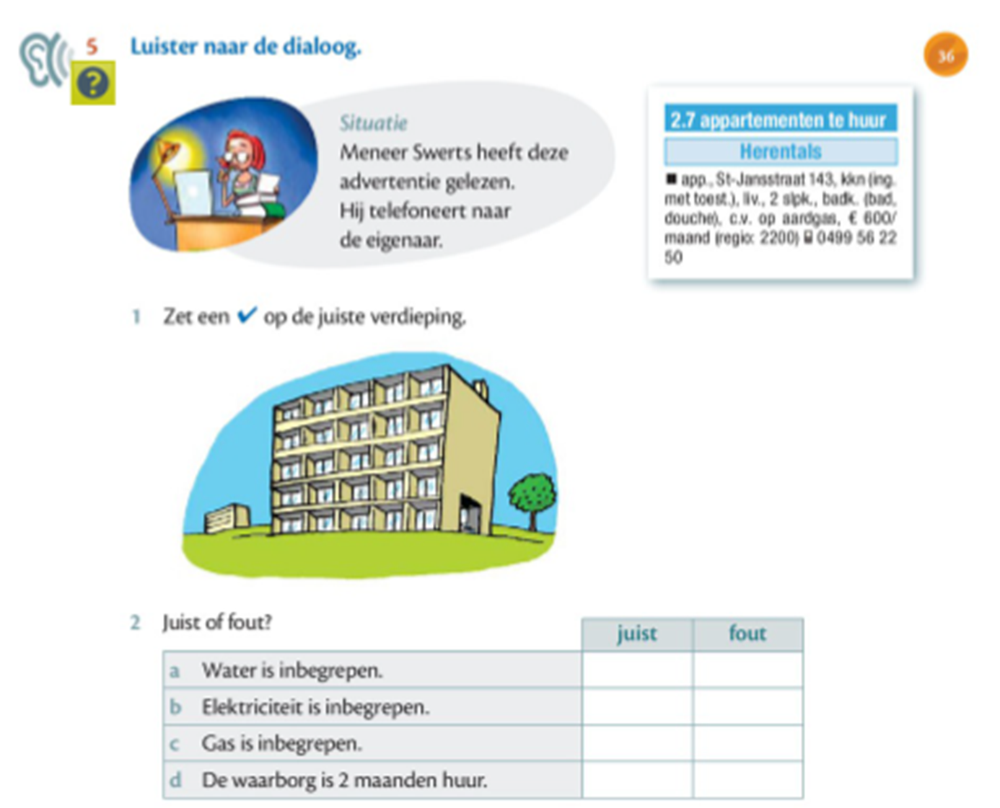 5 Luister naar de dialoog.
36
Situatie
Meneer Swerts heeft deze
advertentie gelezen.
Hij telefoneert naar
de eigenaar.
2.7 appartementen te huur
Herentals
■ app., St-Jansstraat 143, kkn (ing.
met toest.), liv., 2 slpk., badk. (bad,
douche), c.v. op aardgas, € 600/
maand (regio: 2200) 0499 56 22
50
1 Zet een ✔ op de juiste verdieping.
2 Juist of fout?
juist fout
a Water is inbegrepen.
b Elektriciteit is inbegrepen.
c Gas is inbegrepen.
d De waarborg is 2 maanden huur.